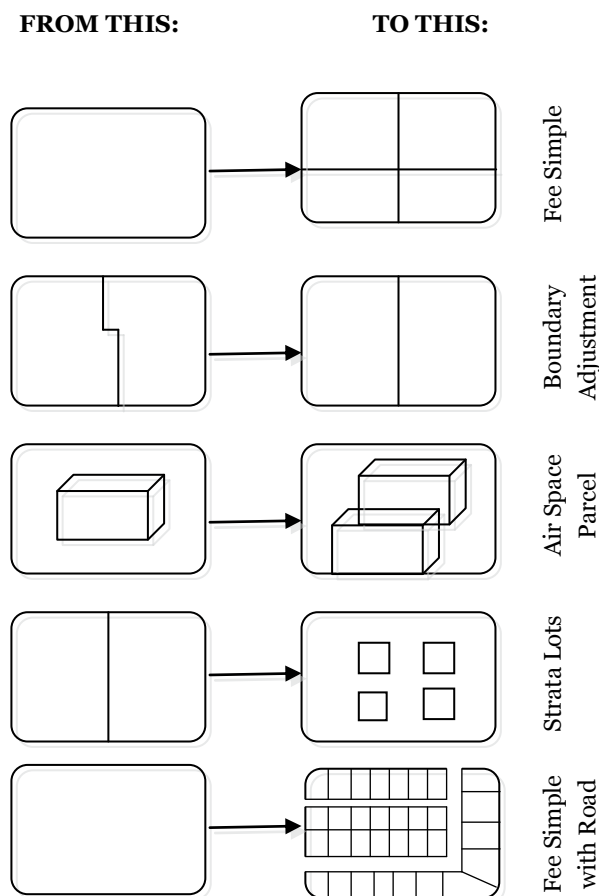 FROM THIS:
TO THIS:
Fee Simple
Boundary
Adjustment
Air Space
Parcel
Strata Lots
Fee Simple
with Road